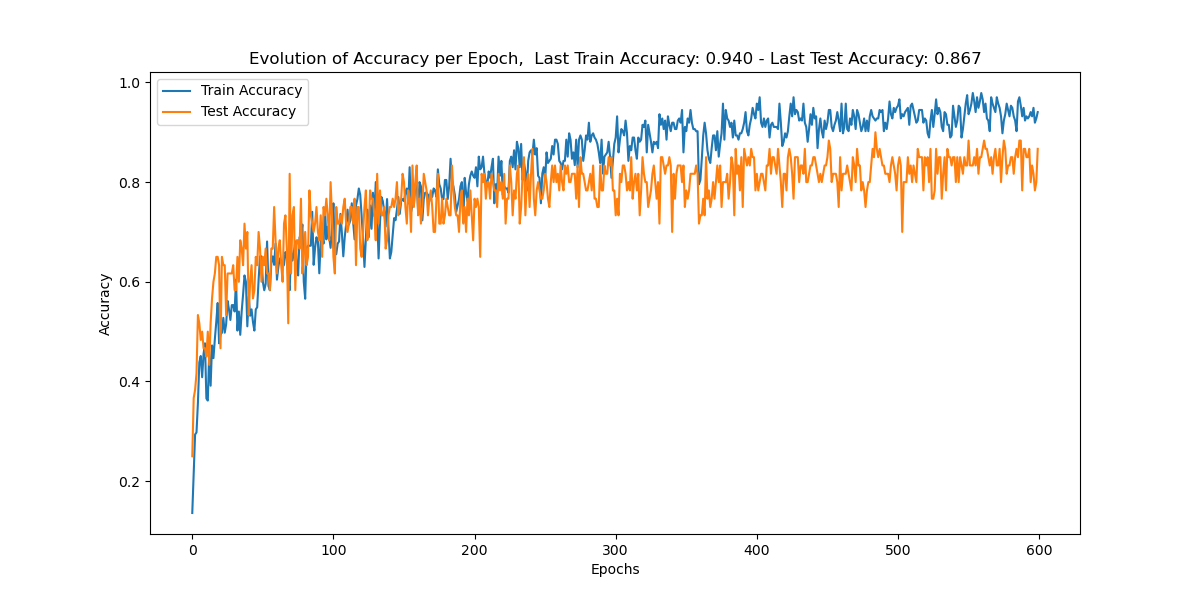 Evolution of Accuracy per Epoch,  Last Train Accuracy: 0.940 - Last Test Accuracy: 0.867
Train Accuracy
Test Accuracy
1.0
0.8
0.6
0.4
0.2
Accuracy
0 100 200 300 400 500 600
Epochs